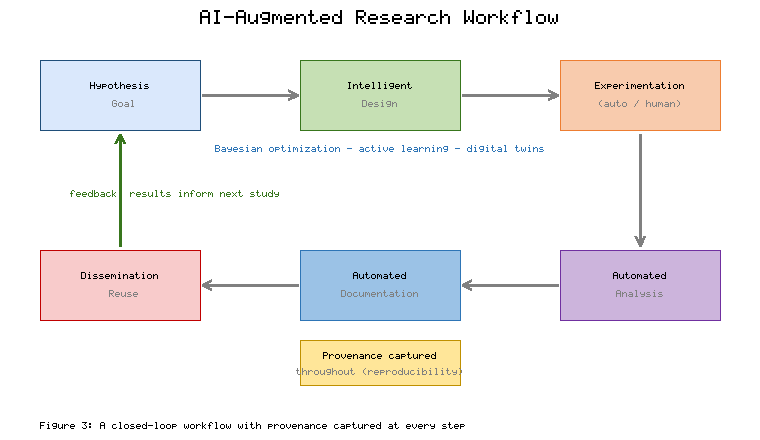 AI-Augmented Research Workflow
Hypothesis
Goal
Intelligent
Design
Experimentation
(auto / human)
Bayesian optimization - active learning - digital twins
feedback: results inform next study
Dissemination
Reuse
Automated
Documentation
Automated
Analysis
Provenance captured
throughout (reproducibility)
Figure 3: A closed-loop workflow with provenance captured at every step